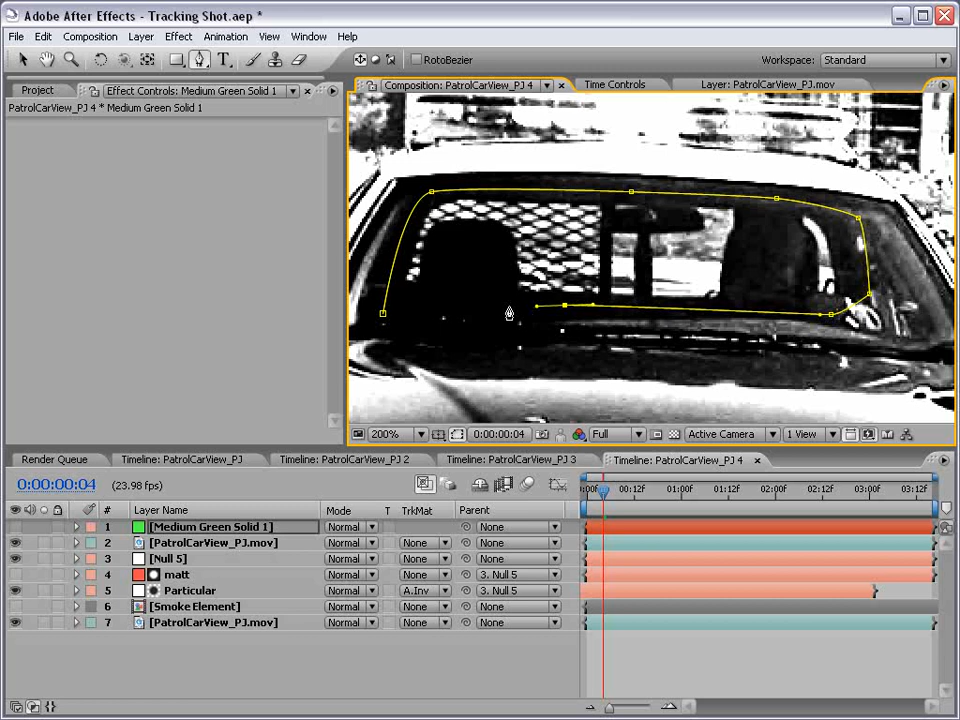 Adobe After Effects - Tracking Shot.aep *
File Edit Composition Layer Effect Animation View Window Help
RotoBezier Workspace: Standard
Project Effect Controls: Medium Green Solid 1
PatrolCarView_PJ 4 * Medium Green Solid 1
Composition: PatrolCarView_PJ 4 Time Controls Layer: PatrolCarView_PJ.mov
200% 0:00:00:04 Full Active Camera 1 View
Render Queue Timeline: PatrolCarView_PJ Timeline: PatrolCarView_PJ 2 Timeline: PatrolCarView_PJ 3 Timeline: PatrolCarView_PJ 4
0:00:00:04 (23.98 fps)
:00f 00:12f 01:00f 01:12f 02:00f 02:12f 03:00f 03:12f
# Layer Name Mode T TrkMat Parent
1 [Medium Green Solid 1] Normal None
2 [PatrolCarView_PJ.mov] Normal None None
3 [Null 5] Normal None None
4 matt Normal None 3. Null 5
5 Particular Normal A.Inv 3. Null 5
6 [Smoke Element] Normal None None
7 [PatrolCarView_PJ.mov] Normal None None